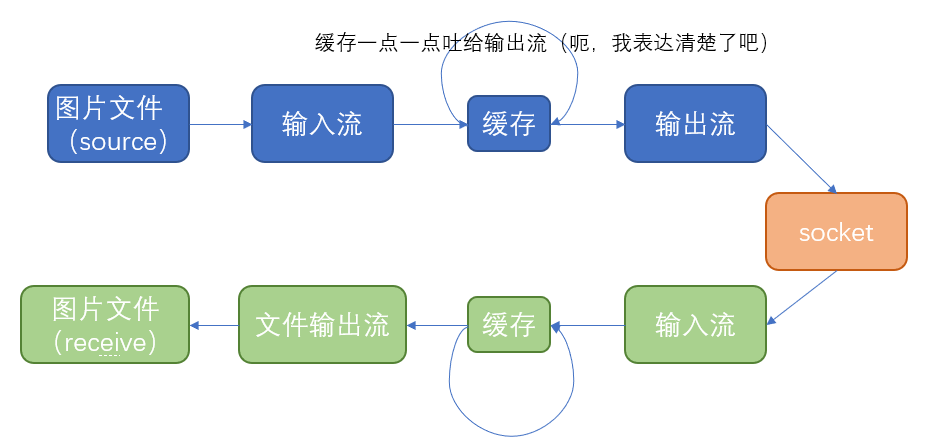 缓存一点一点吐给输出流（呃，我表达清楚了吧）
图片文件
（source）
输入流
缓存
输出流
socket
图片文件
（receive）
文件输出流
缓存
输入流